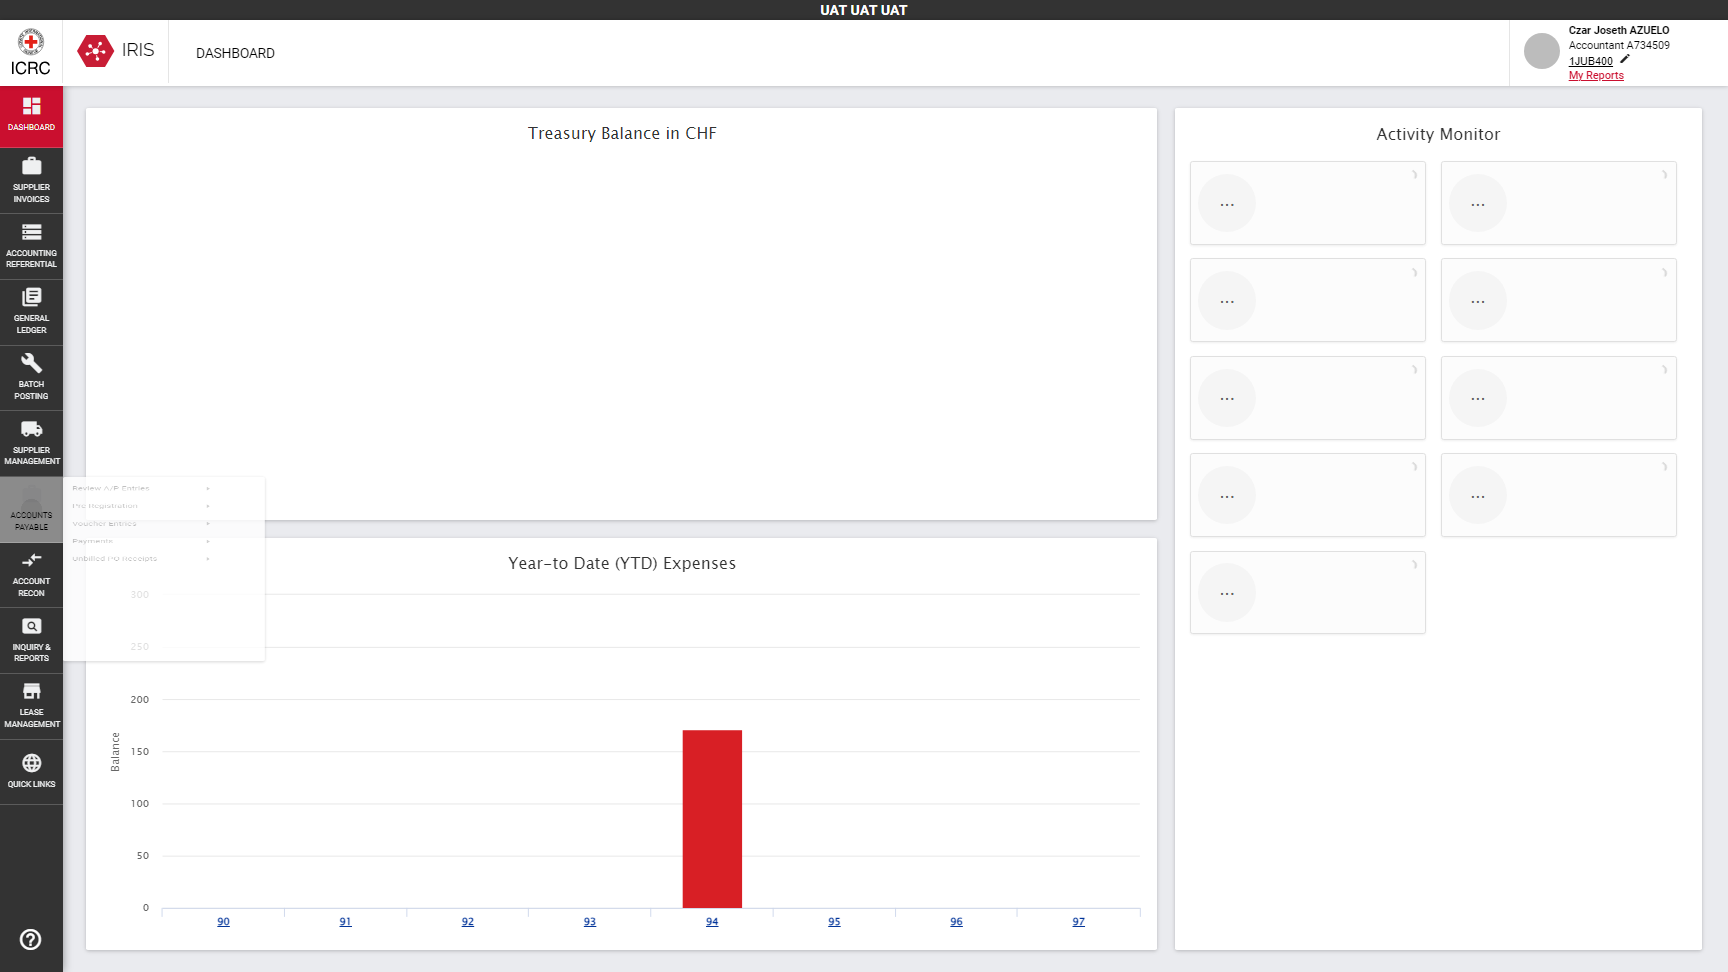 UAT UAT UAT
ICRC
IRIS
DASHBOARD
Czar Joseth AZUELO
Accountant A734509
1JUB400
My Reports
DASHBOARD
SUPPLIER
INVOICES
ACCOUNTING
REFERENTIAL
GENERAL
LEDGER
BATCH
POSTING
SUPPLIER
MANAGEMENT
ACCOUNTS
PAYABLE
ACCOUNT
RECON
INQUIRY &
REPORTS
LEASE
MANAGEMENT
QUICK LINKS
Review A/P Entries
Pre Registration
Voucher Entries
Payments
Unbilled PO Receipts
Treasury Balance in CHF
Year-to Date (YTD) Expenses
300
250
200
150
100
50
0
Balance
90 91 92 93 94 95 96 97
Activity Monitor
... ...
... ...
... ...
... ...
...